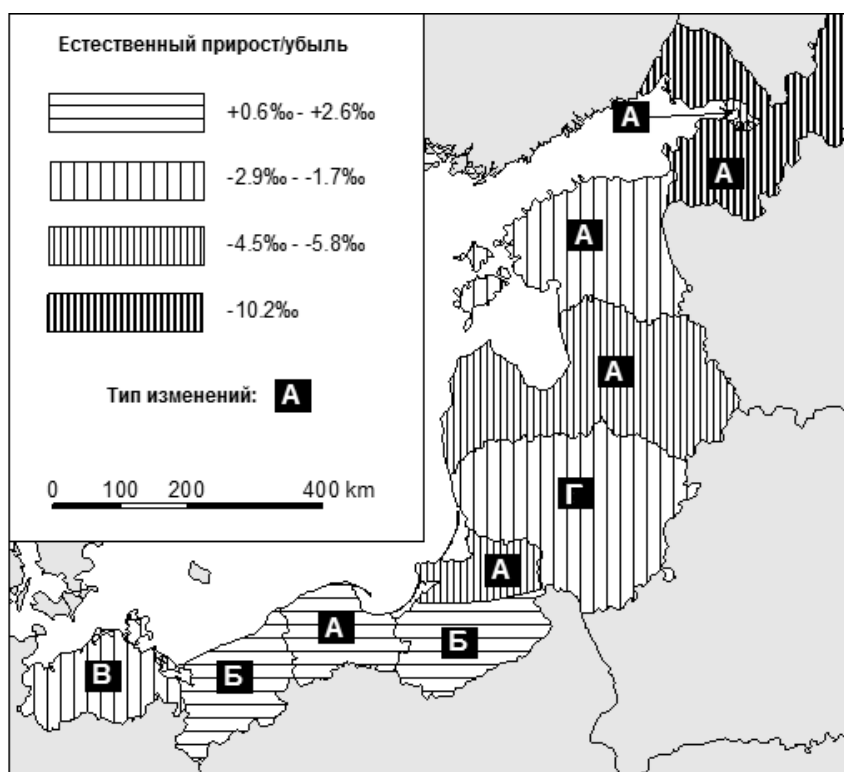 Естественный прирост/убыль
+0.6‰ - +2.6‰
-2.9‰ - -1.7‰
-4.5‰ - -5.8‰
-10.2‰
Тип изменений: А
0 100 200 400 km
А
А
А
А
Г
А
А
Б
В
Б